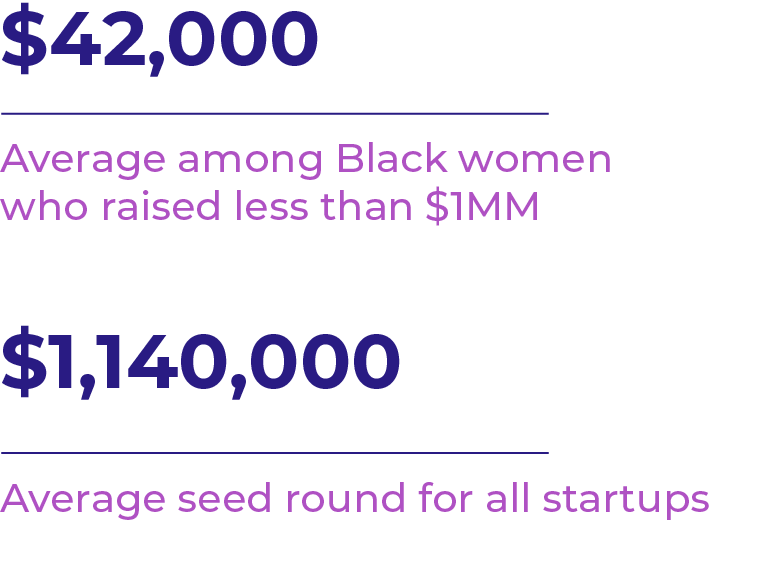 $42,000
Average among Black women
who raised less than $1MM
$1,140,000
Average seed round for all startups